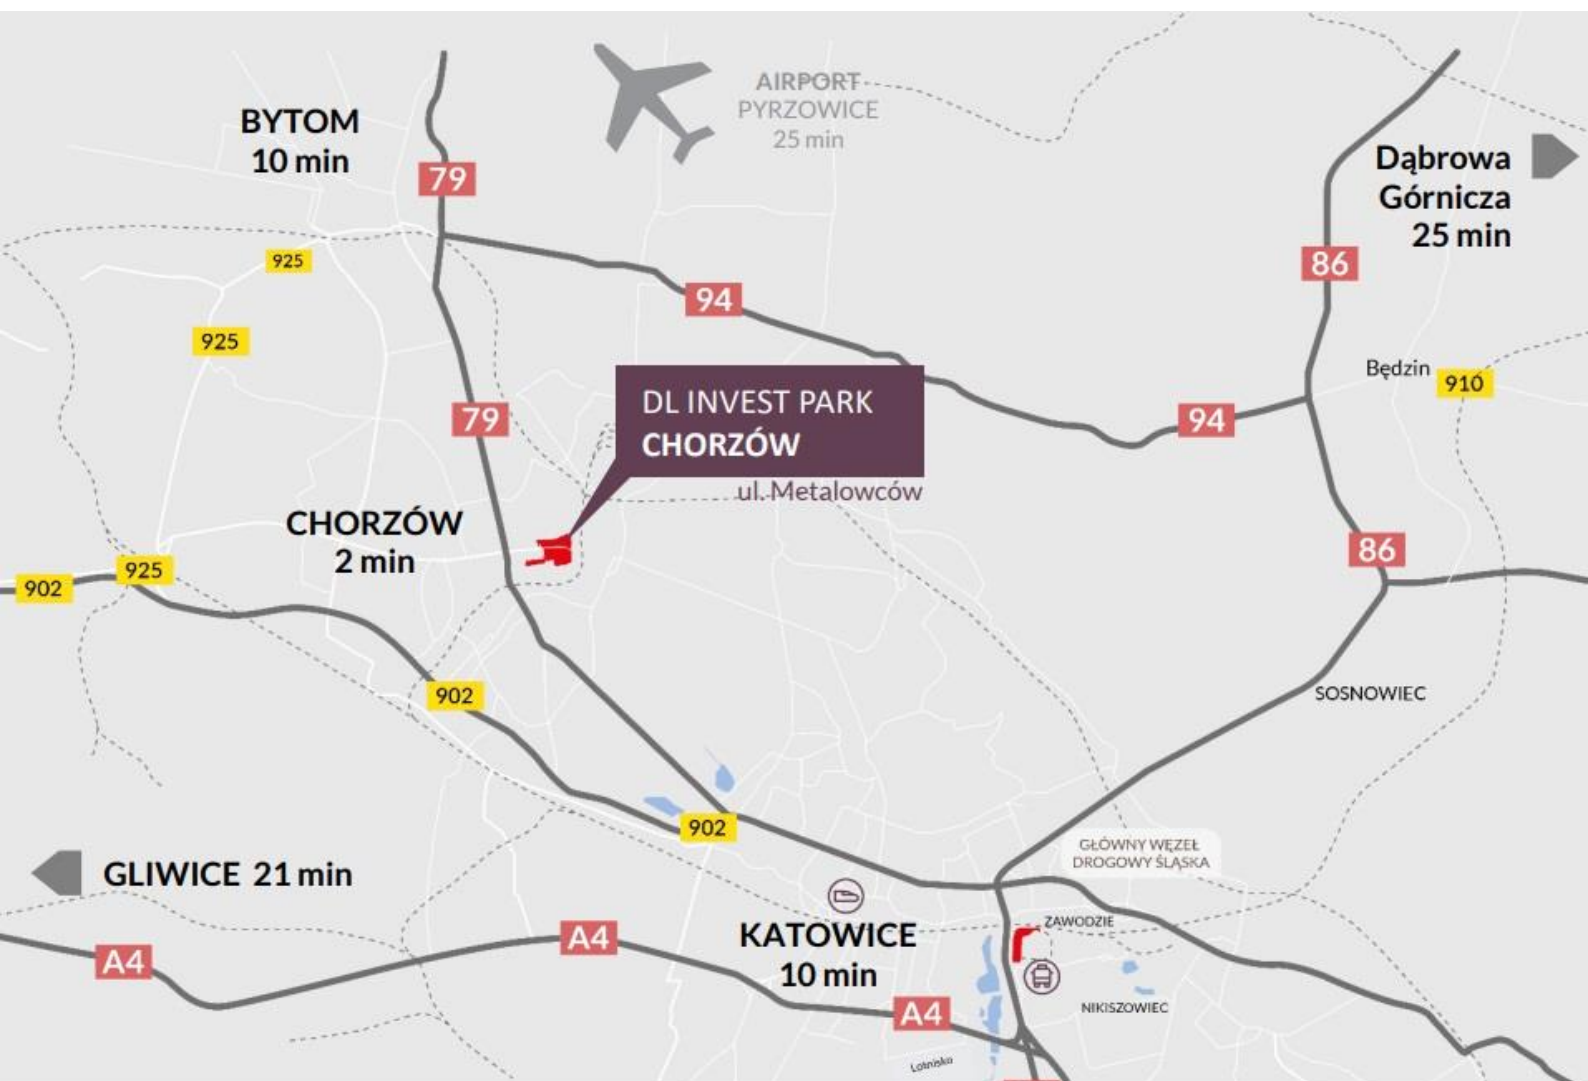 AIRPORT
PYRZOWICE
25 min
BYTOM
10 min
79
Dąbrowa
Górnicza
25 min
925
86
94
925
79
DL INVEST PARK
CHORZÓW
ul. Metalowców
94
Będzin
910
CHORZÓW
2 min
86
925
902
902
SOSNOWIEC
902
GŁÓWNY WĘZEŁ
DROGOWY ŚLĄSKA
GLIWICE 21 min
ZAWODZIE
KATOWICE
10 min
A4
A4
A4
NIKISZOWIEC
Lotnisko